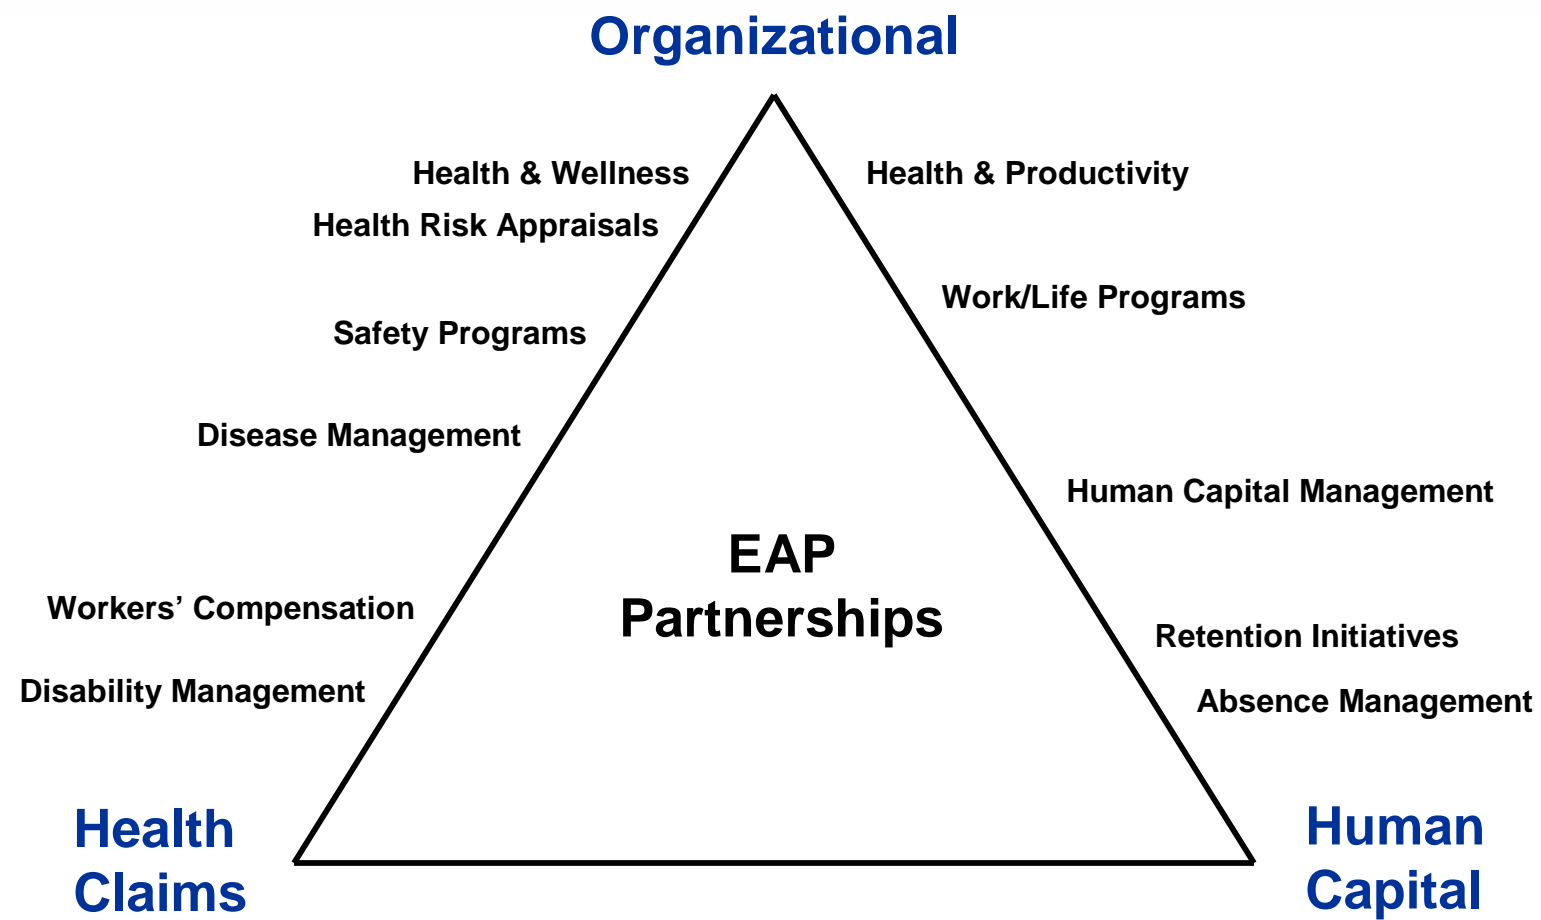 Organizational
Health & Wellness
Health & Productivity
Health Risk Appraisals
Work/Life Programs
Safety Programs
Disease Management
Human Capital Management
EAP
Partnerships
Workers’ Compensation
Retention Initiatives
Disability Management
Absence Management
Health
Claims
Human
Capital